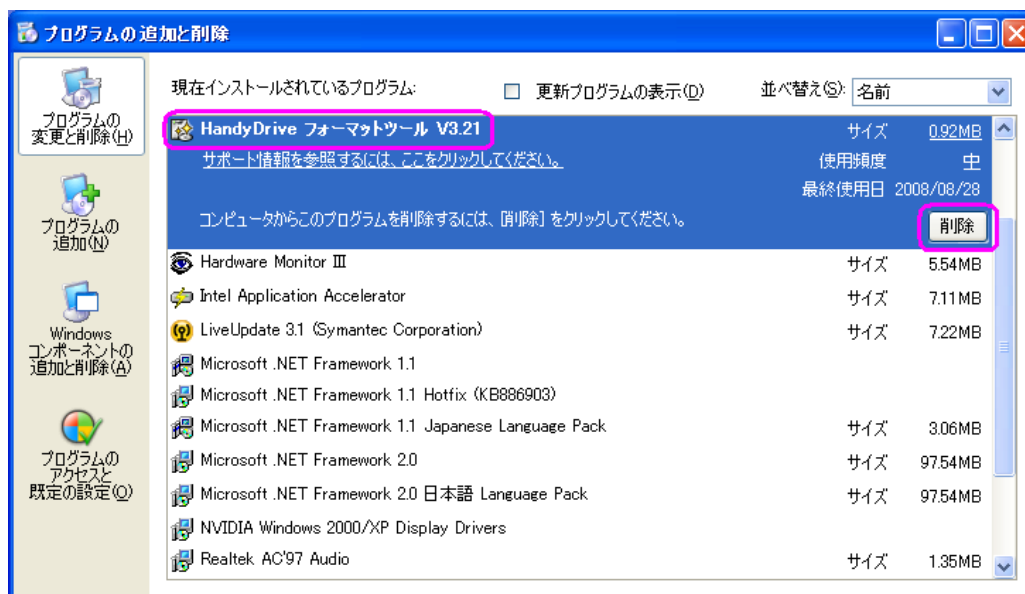 プログラムの追加と削除
現在インストールされているプログラム:
更新プログラムの表示(D)
並べ替え(S):
名前
プログラムの
変更と削除(H)
プログラムの
追加(N)
Windows
コンポーネントの
追加と削除(A)
プログラムの
アクセスと
既定の設定(O)
HandyDrive フォーマットツール V3.21
サイズ 0.92MB
サポート情報を参照するには、ここをクリックしてください。
使用頻度 中
最終使用日 2008/08/28
コンピュータからこのプログラムを削除するには、[削除] をクリックしてください。
削除
Hardware Monitor III サイズ 5.54MB
Intel Application Accelerator サイズ 7.11MB
LiveUpdate 3.1 (Symantec Corporation) サイズ 7.22MB
Microsoft .NET Framework 1.1
Microsoft .NET Framework 1.1 Hotfix (KB886903)
Microsoft .NET Framework 1.1 Japanese Language Pack サイズ 3.06MB
Microsoft .NET Framework 2.0 サイズ 97.54MB
Microsoft .NET Framework 2.0 日本語 Language Pack サイズ 97.54MB
NVIDIA Windows 2000/XP Display Drivers
Realtek AC'97 Audio サイズ 1.35MB